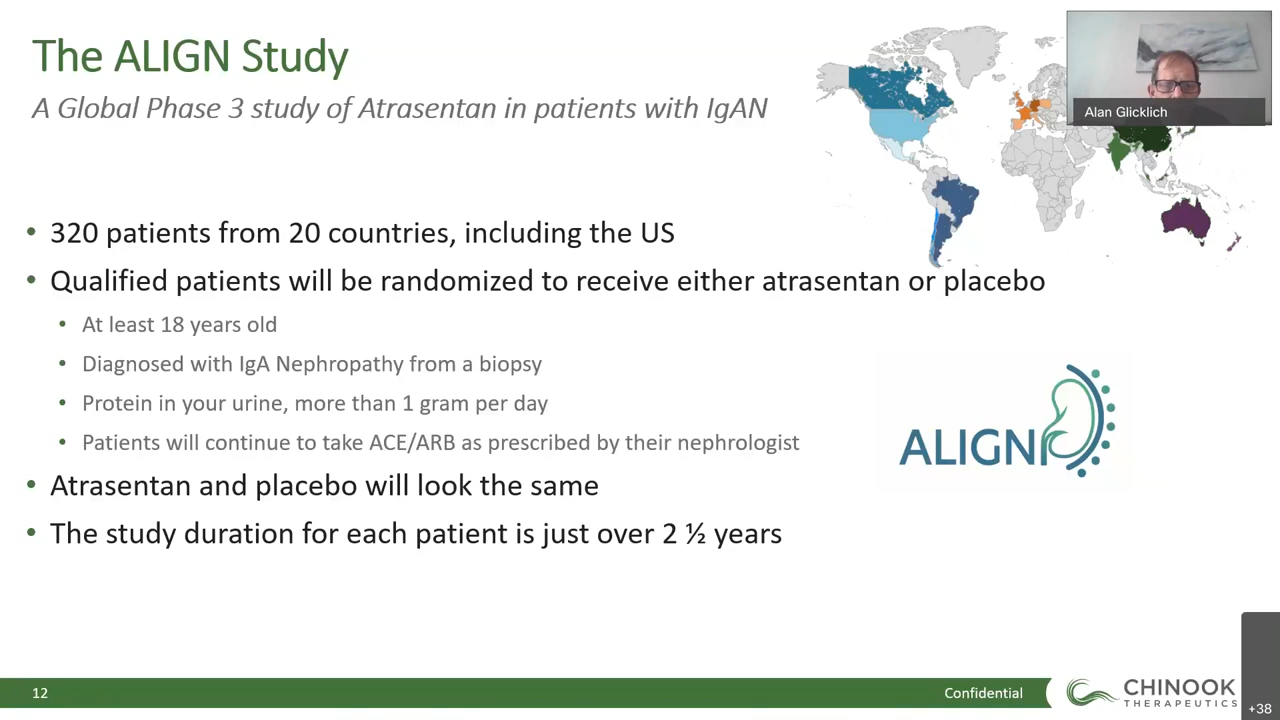 The ALIGN Study
A Global Phase 3 study of Atrasentan in patients with IgAN
Alan Glicklich
• 320 patients from 20 countries, including the US
• Qualified patients will be randomized to receive either atrasentan or placebo
• At least 18 years old
• Diagnosed with IgA Nephropathy from a biopsy
• Protein in your urine, more than 1 gram per day
• Patients will continue to take ACE/ARB as prescribed by their nephrologist
ALIGN
• Atrasentan and placebo will look the same
• The study duration for each patient is just over 2 ½ years
12
Confidential
CHINOOK
THERAPEUTICS
+38